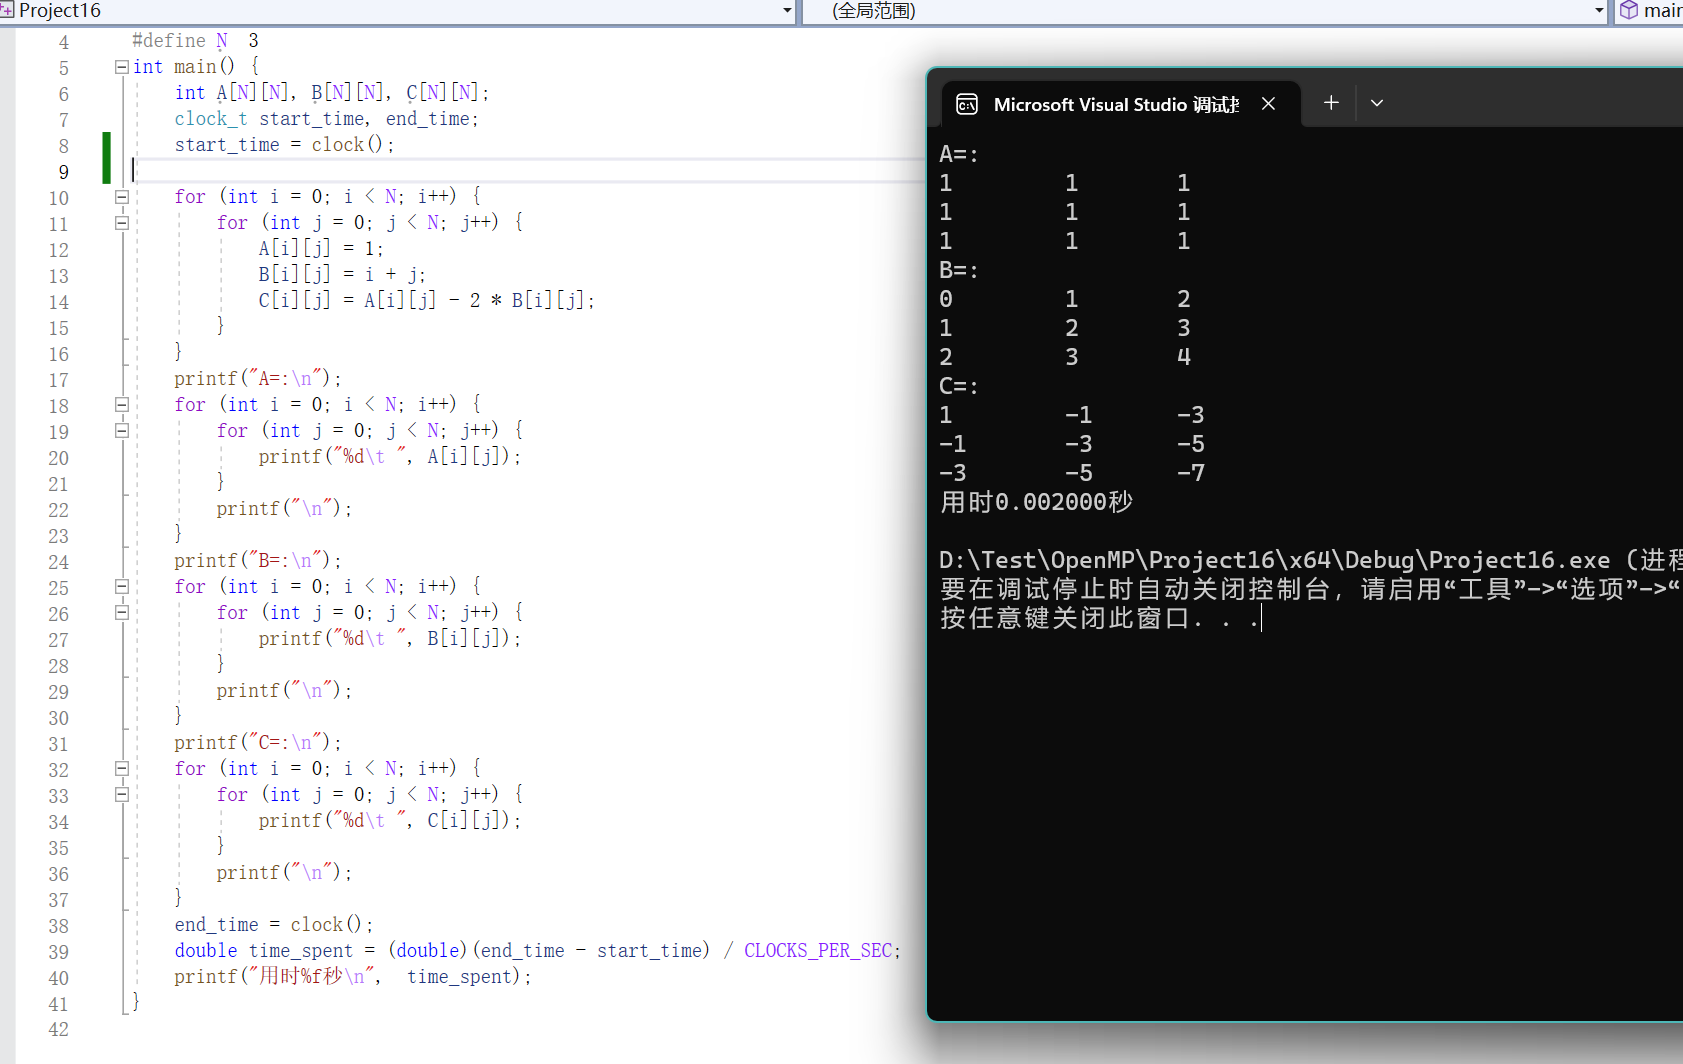 Project16 (全局范围) main
4 #define N  3
5 int main() {
6 int A[N][N], B[N][N], C[N][N];
7 clock_t start_time, end_time;
8 start_time = clock();
9
10 for (int i = 0; i < N; i++) {
11 for (int j = 0; j < N; j++) {
12 A[i][j] = 1;
13 B[i][j] = i + j;
14 C[i][j] = A[i][j] - 2 * B[i][j];
15 }
16 }
17 printf("A=:\n");
18 for (int i = 0; i < N; i++) {
19 for (int j = 0; j < N; j++) {
20 printf("%d\t ", A[i][j]);
21 }
22 printf("\n");
23 }
24 printf("B=:\n");
25 for (int i = 0; i < N; i++) {
26 for (int j = 0; j < N; j++) {
27 printf("%d\t ", B[i][j]);
28 }
29 printf("\n");
30 }
31 printf("C=:\n");
32 for (int i = 0; i < N; i++) {
33 for (int j = 0; j < N; j++) {
34 printf("%d\t ", C[i][j]);
35 }
36 printf("\n");
37 }
38 end_time = clock();
39 double time_spent = (double)(end_time - start_time) / CLOCKS_PER_SEC;
40 printf("用时%f秒\n",  time_spent);
41 }
42
Microsoft Visual Studio 调试
A=:
1 1 1
1 1 1
1 1 1
B=:
0 1 2
1 2 3
2 3 4
C=:
1 -1 -3
-1 -3 -5
-3 -5 -7
用时0.002000秒
D:\Test\OpenMP\Project16\x64\Debug\Project16.exe (进程
要在调试停止时自动关闭控制台, 请启用“工具”->“选项”->“
按任意键关闭此窗口. . .